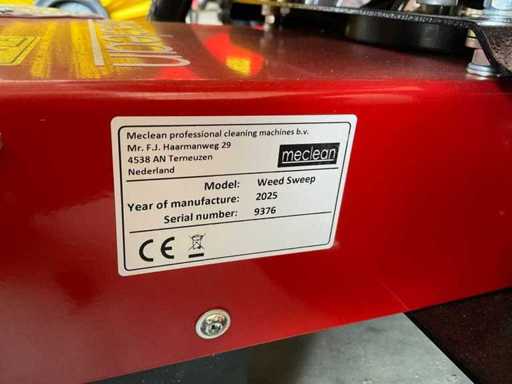 Meclean professional cleaning machines b.v.
Mr. F.J. Haarmanweg 29
4538 AN Terneuzen
Nederland
meclean
Model: Weed Sweep
Year of manufacture: 2025
Serial number: 9376
CE